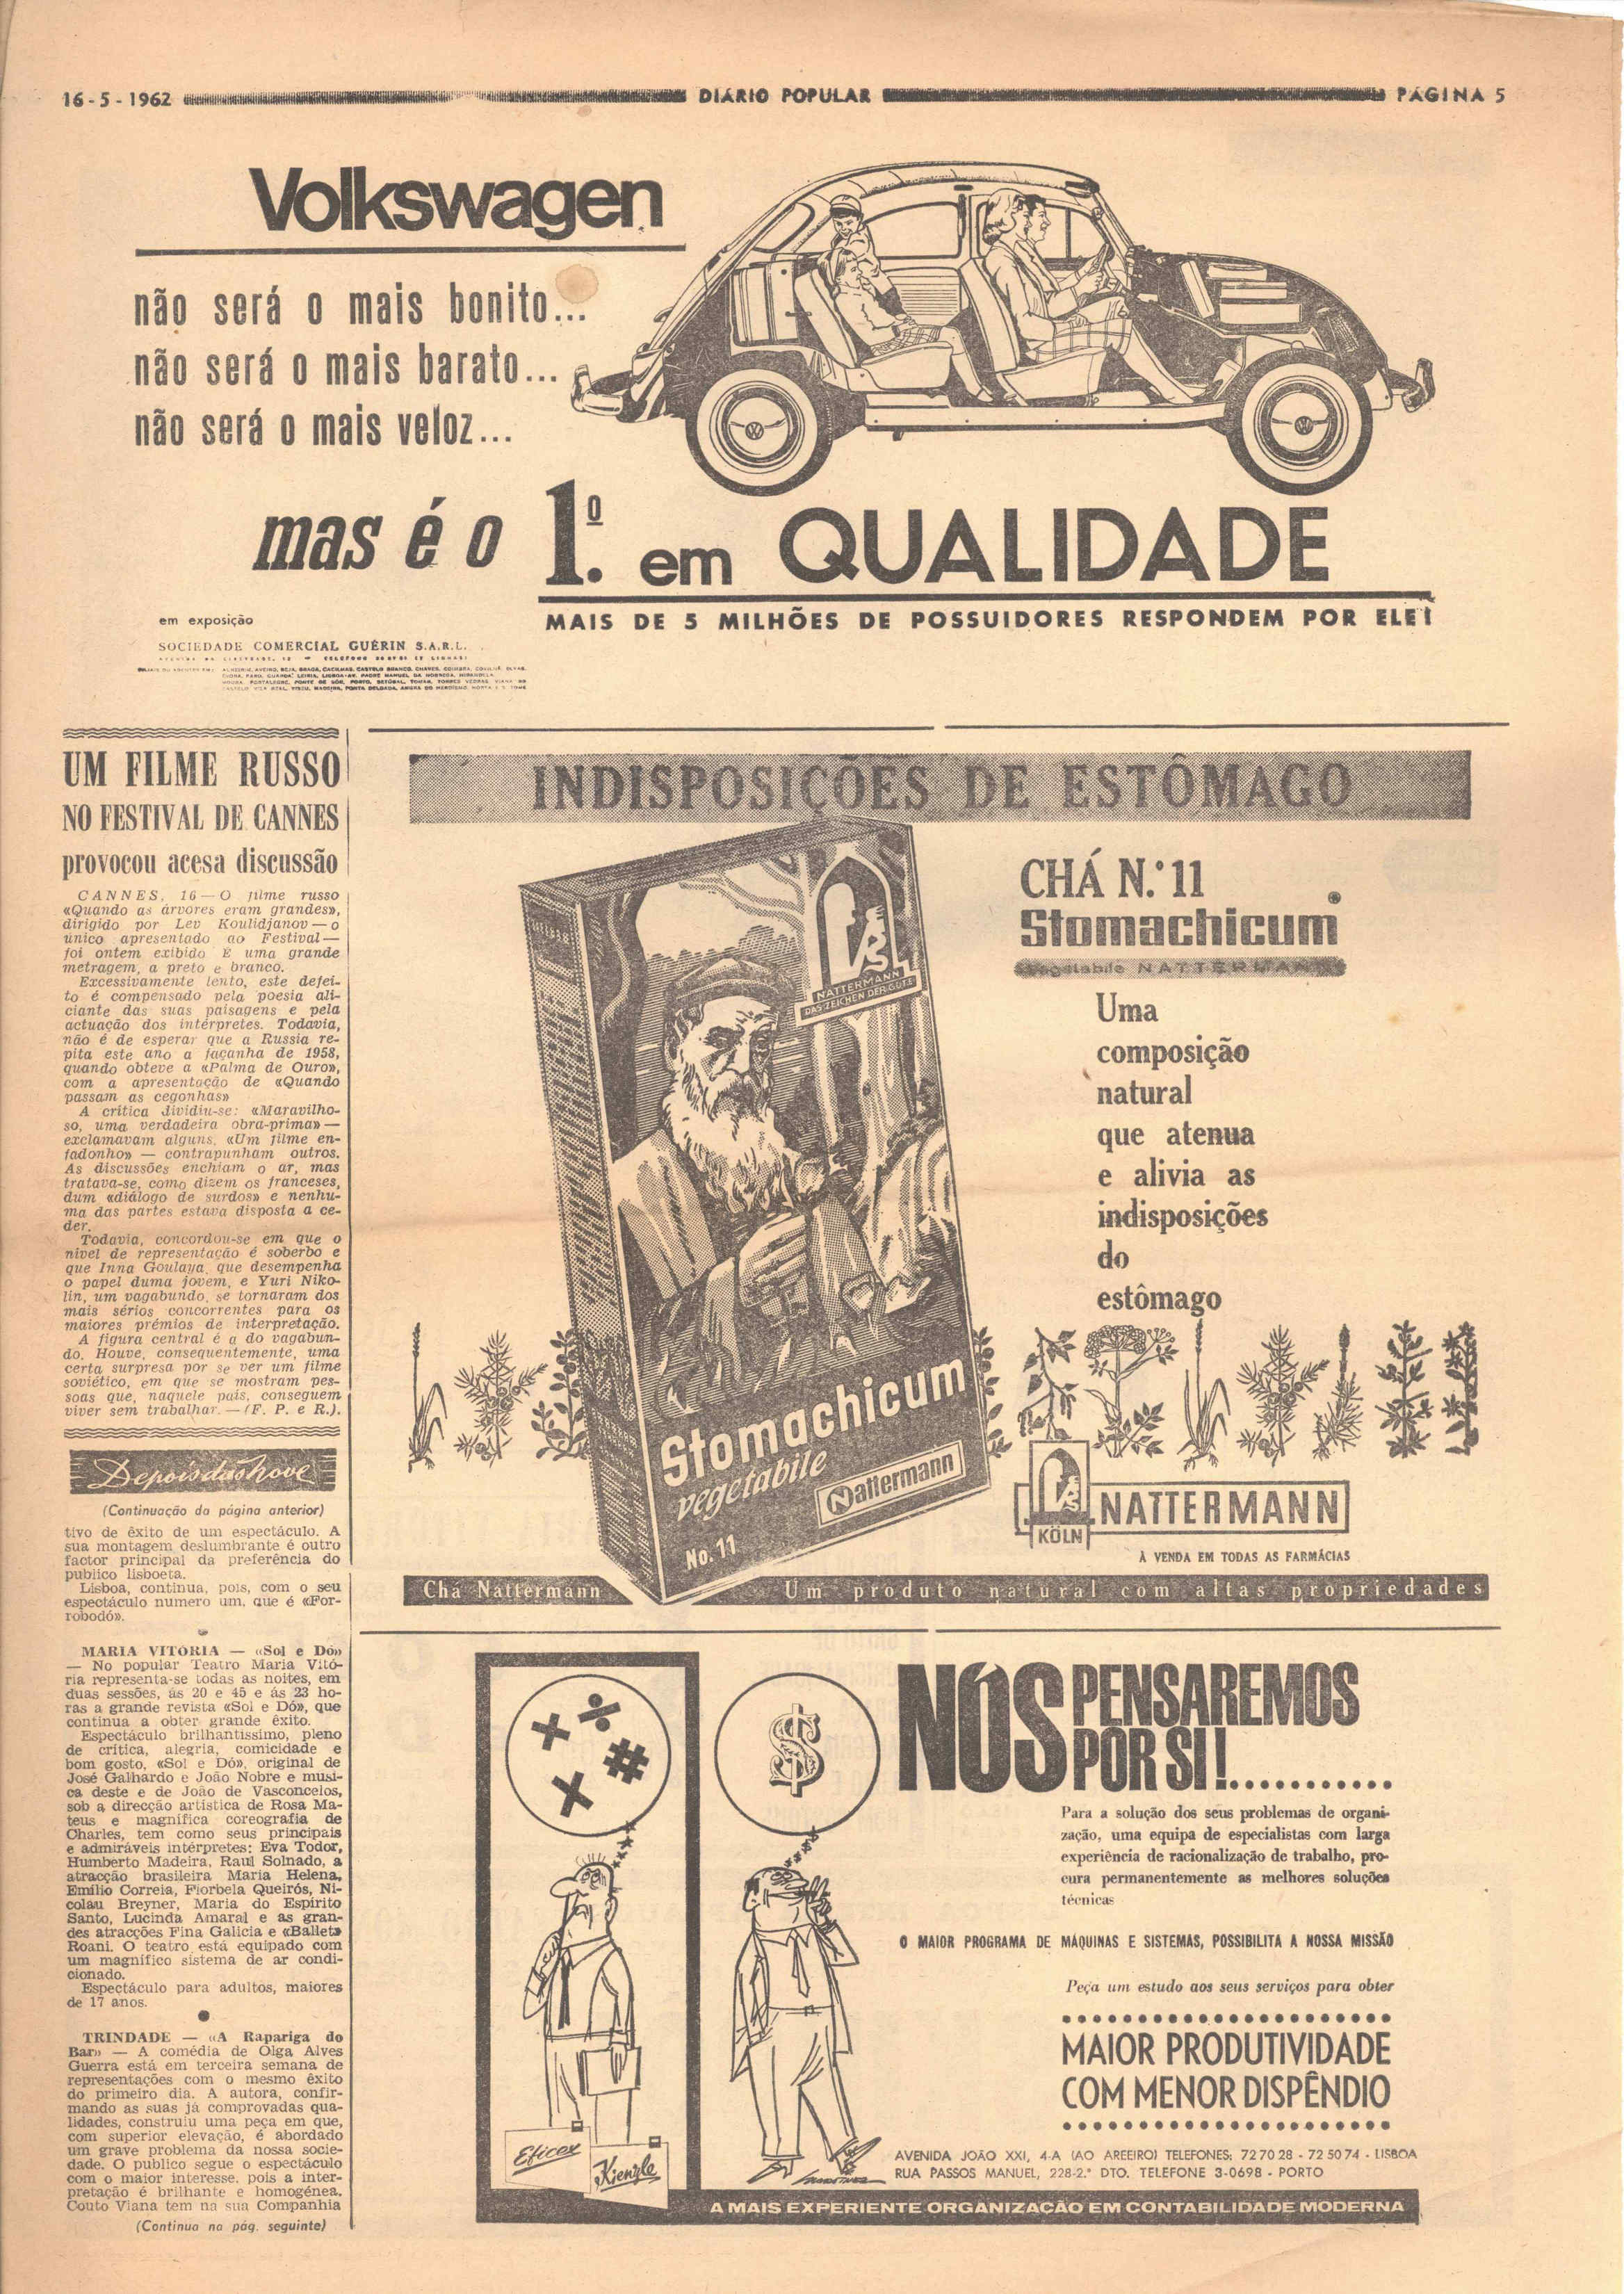 16-5-1962 DIÁRIO POPULAR PÁGINA 5
Volkswagen
não será o mais bonito...
não será o mais barato...
não será o mais veloz...
mas é o 1.º em QUALIDADE
MAIS DE 5 MILHÕES DE POSSUIDORES RESPONDEM POR ELE!
em exposição
SOCIEDADE COMERCIAL GUÉRIN S.A.R.L.
UM FILME RUSSO
NO FESTIVAL DE CANNES
provocou acesa discussão
CANNES, 16 — O filme russo
«Quando as árvores eram grandes»,
dirigido por Lev Koulidjanov — o
único apresentado ao Festival —
foi ontem exibido É uma grande
metragem, a preto e branco.
Excessivamente lento, este defei-
to é compensado pela poesia ali-
ciante das suas paisagens e pela
actuação dos intérpretes. Todavia,
não é de esperar que a Russia re-
pita este ano a façanha de 1958,
quando obteve a «Palma de Ouro»,
com a apresentação de «Quando
passam as cegonhas»
A crítica dividiu-se: «Maravilho-
so, uma verdadeira obra-prima» —
exclamavam alguns. «Um filme en-
fadonho» — contrapunham outros.
As discussões enchiam o ar, mas
tratava-se, como dizem os franceses,
dum «diálogo de surdos» e nenhu-
ma das partes estava disposta a ce-
der.
Todavia, concordou-se em que o
nível de representação é soberbo e
que Inna Goulaya, que desempenha
o papel duma jovem, e Yuri Niko-
lin, um vagabundo, se tornaram dos
mais sérios concorrentes para os
maiores prémios de interpretação.
A figura central é a do vagabun-
do. Houve, consequentemente, uma
certa surpresa por se ver um filme
soviético, em que se mostram pes-
soas que, naquele país, conseguem
viver sem trabalhar. — (F. P. e R.).
Depois das Nove
(Continuação da página anterior)
tivo de êxito de um espectáculo. A
sua montagem deslumbrante é outro
factor principal da preferência do
publico lisboeta.
Lisboa, continua, pois, com o seu
espectáculo numero um, que é «For-
robodó».
MARIA VITORIA — «Sol e Dó»
— No popular Teatro Maria Vitó-
ria representa-se todas as noites, em
duas sessões, ás 20 e 45 e ás 23 ho-
ras a grande revista «Sol e Dó», que
continua a obter grande êxito.
Espectáculo brilhantissimo, pleno
de crítica, alegria, comicidade e
bom gosto, «Sol e Dó», original de
José Galhardo e João Nobre e musi-
ca deste e de João de Vasconcelos,
sob a direcção artística de Rosa Ma-
teus e magnífica coreografia de
Charles, tem como seus principais
e admiráveis intérpretes: Eva Todor,
Humberto Madeira, Raul Solnado, a
atracção brasileira Maria Helena,
Emílio Correia, Florbela Queirós, Ni-
colau Breyner, Maria do Espírito
Santo, Lucinda Amaral e as gran-
des atracções Fina Galicia e «Ballet»
Roani. O teatro está equipado com
um magnífico sistema de ar condi-
cionado.
Espectáculo para adultos, maiores
de 17 anos.
TRINDADE — «A Rapariga do
Bar» — A comédia de Olga Alves
Guerra está em terceira semana de
representações com o mesmo êxito
do primeiro dia. A autora, confir-
mando as suas já comprovadas qua-
lidades, construiu uma peça em que,
com superior elevação, é abordado
um grave problema da nossa socie-
dade. O publico segue o espectáculo
com o maior interesse, pois a inter-
pretação é brilhante e homogénea.
Couto Viana tem na sua Companhia
(Continua na pág. seguinte)
INDISPOSIÇÕES DE ESTÔMAGO
CHÁ N.º 11
Stomachicum
Vegetabile NATTERMANN
Uma
composição
natural
que atenua
e alivia as
indisposições
do
estômago
NATTERMANN
DAS ZEICHEN DER GÜTE
Stomachicum
vegetabile
Nattermann
No. 11
KÖLN
NATTERMANN
À VENDA EM TODAS AS FARMÁCIAS
Chá Nattermann Um produto natural com altas propriedades
NÓS PENSAREMOS
POR SI!............
Para a solução dos seus problemas de organi-
zação, uma equipa de especialistas com larga
experiência de racionalização de trabalho, pro-
cura permanentemente as melhores soluções
técnicas
O MAIOR PROGRAMA DE MÁQUINAS E SISTEMAS, POSSIBILITA A NOSSA MISSÃO
Peça um estudo aos seus serviços para obter
MAIOR PRODUTIVIDADE
COM MENOR DISPÊNDIO
Eficex
Kienzle
AVENIDA JOÃO XXI, 4-A (AO AREEIRO) TELEFONES: 72 70 28 - 72 50 74 - LISBOA
RUA PASSOS MANUEL, 228-2.º DTO. TELEFONE 3-0698 - PORTO
A MAIS EXPERIENTE ORGANIZAÇÃO EM CONTABILIDADE MODERNA